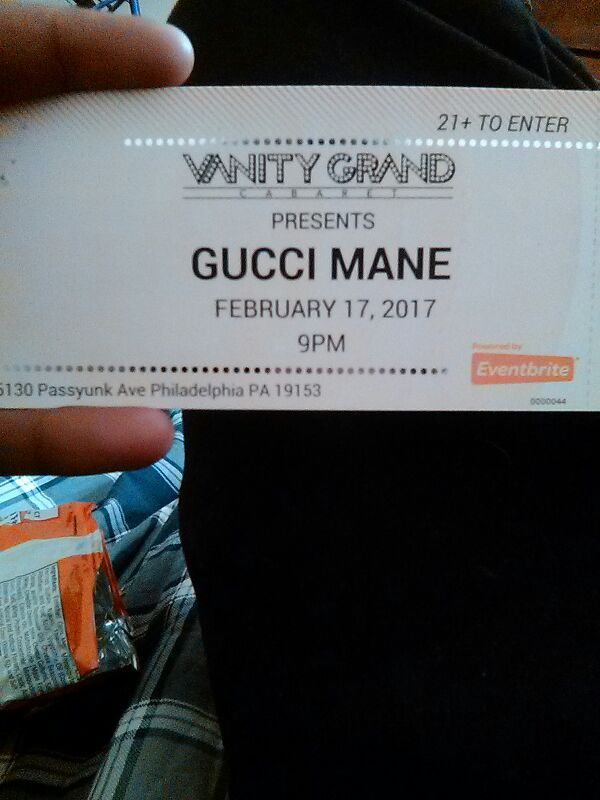 21+ TO ENTER
VANITY GRAND
CABARET
PRESENTS
GUCCI MANE
FEBRUARY 17, 2017
9PM
Powered by
Eventbrite
5130 Passyunk Ave Philadelphia PA 19153
0000044